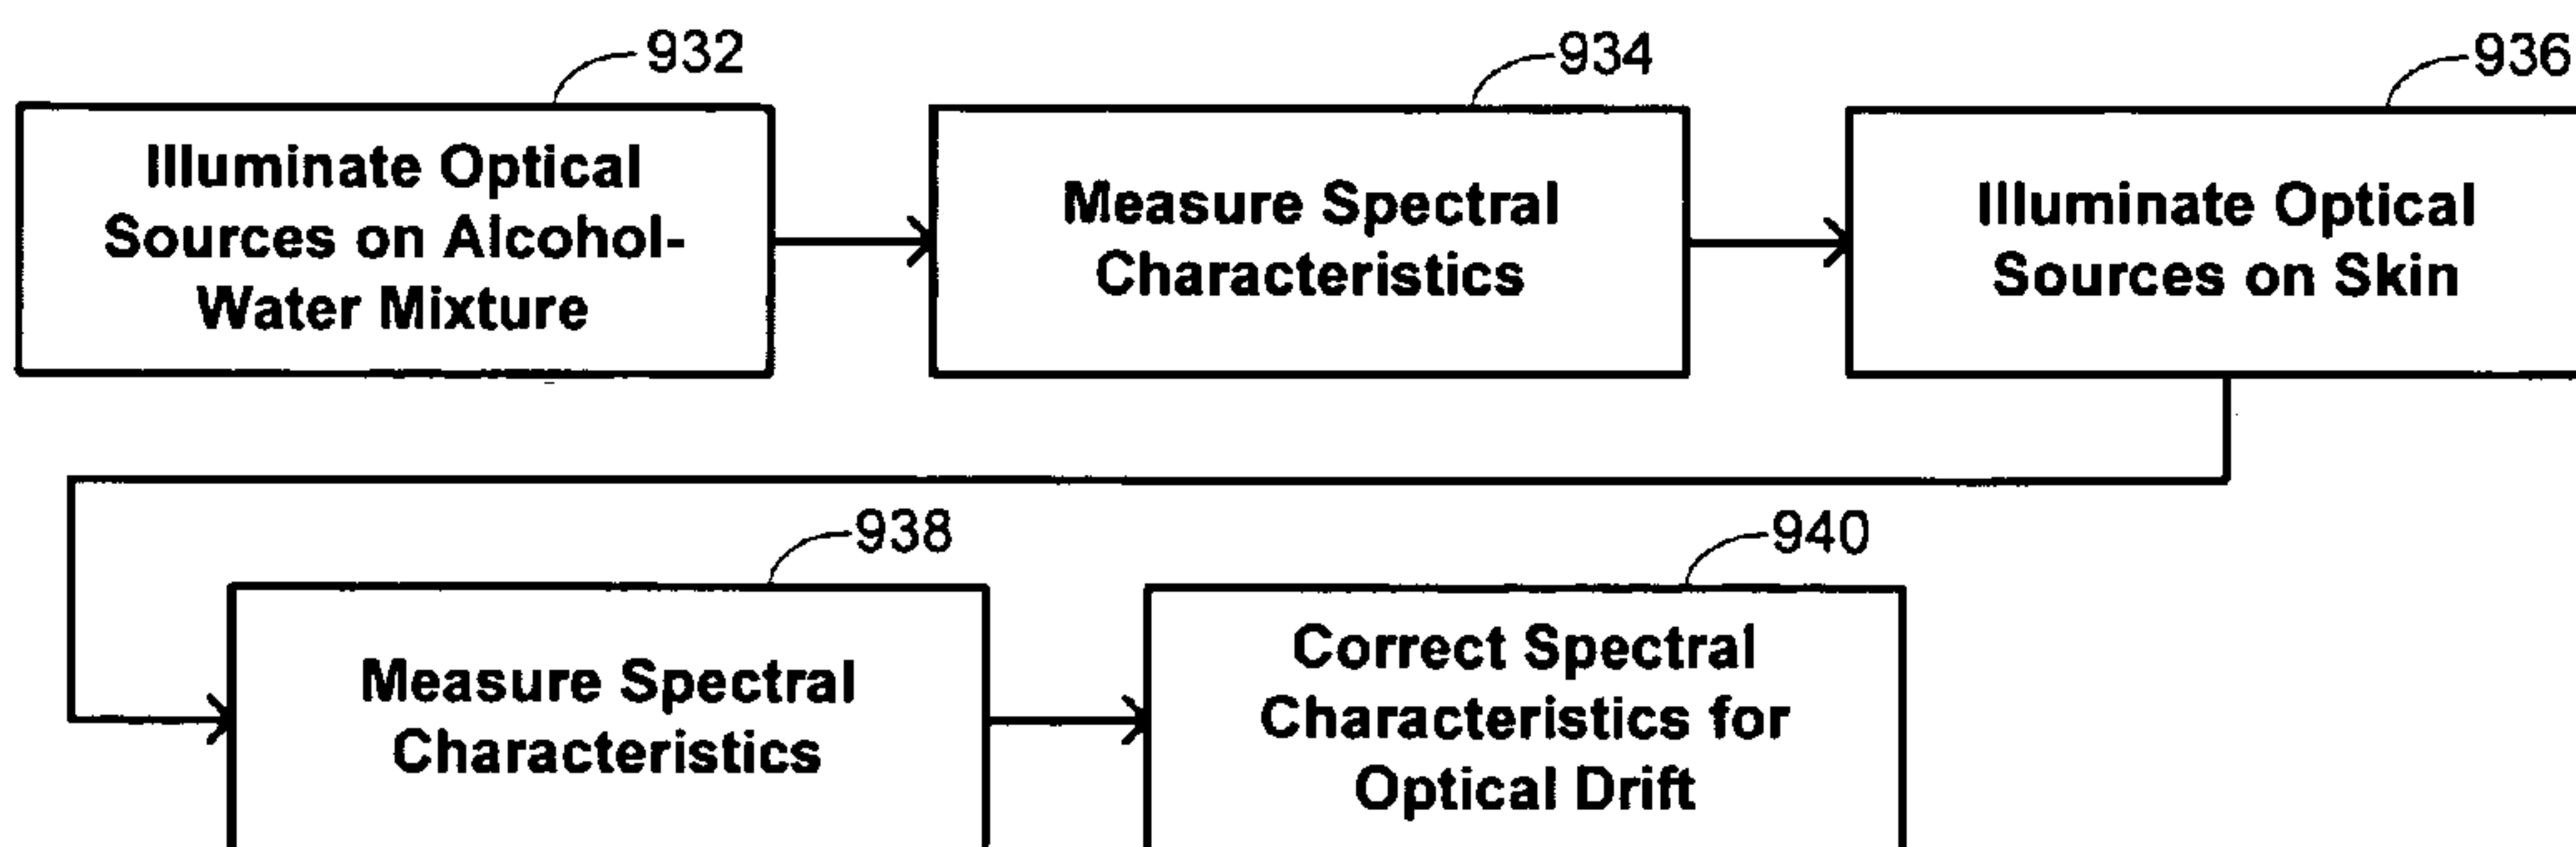 932
934
936
Illuminate Optical
Sources on Alcohol-
Water Mixture
Measure Spectral
Characteristics
Illuminate Optical
Sources on Skin
938
940
Measure Spectral
Characteristics
Correct Spectral
Characteristics for
Optical Drift